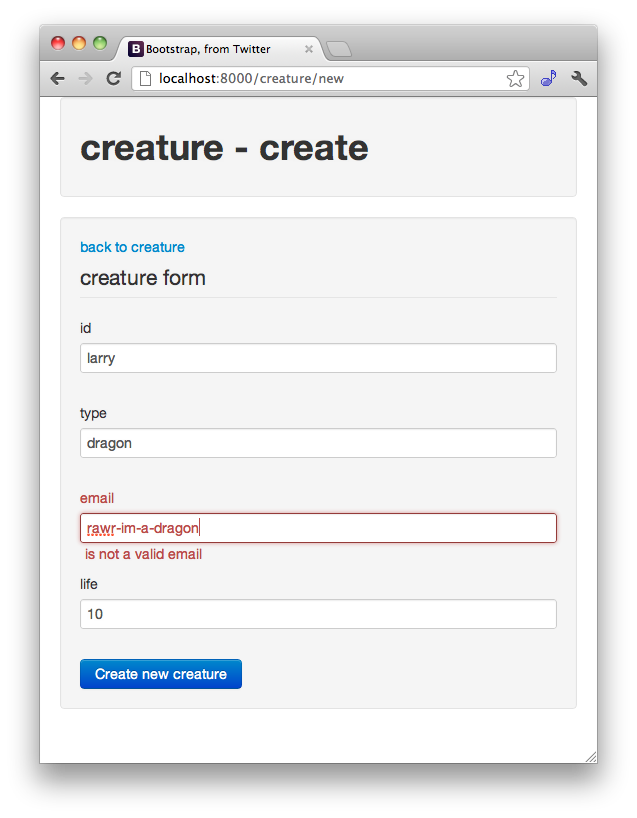 B Bootstrap, from Twitter
localhost:8000/creature/new
creature - create
back to creature
creature form
id
larry
type
dragon
email
rawr-im-a-dragon
is not a valid email
life
10
Create new creature